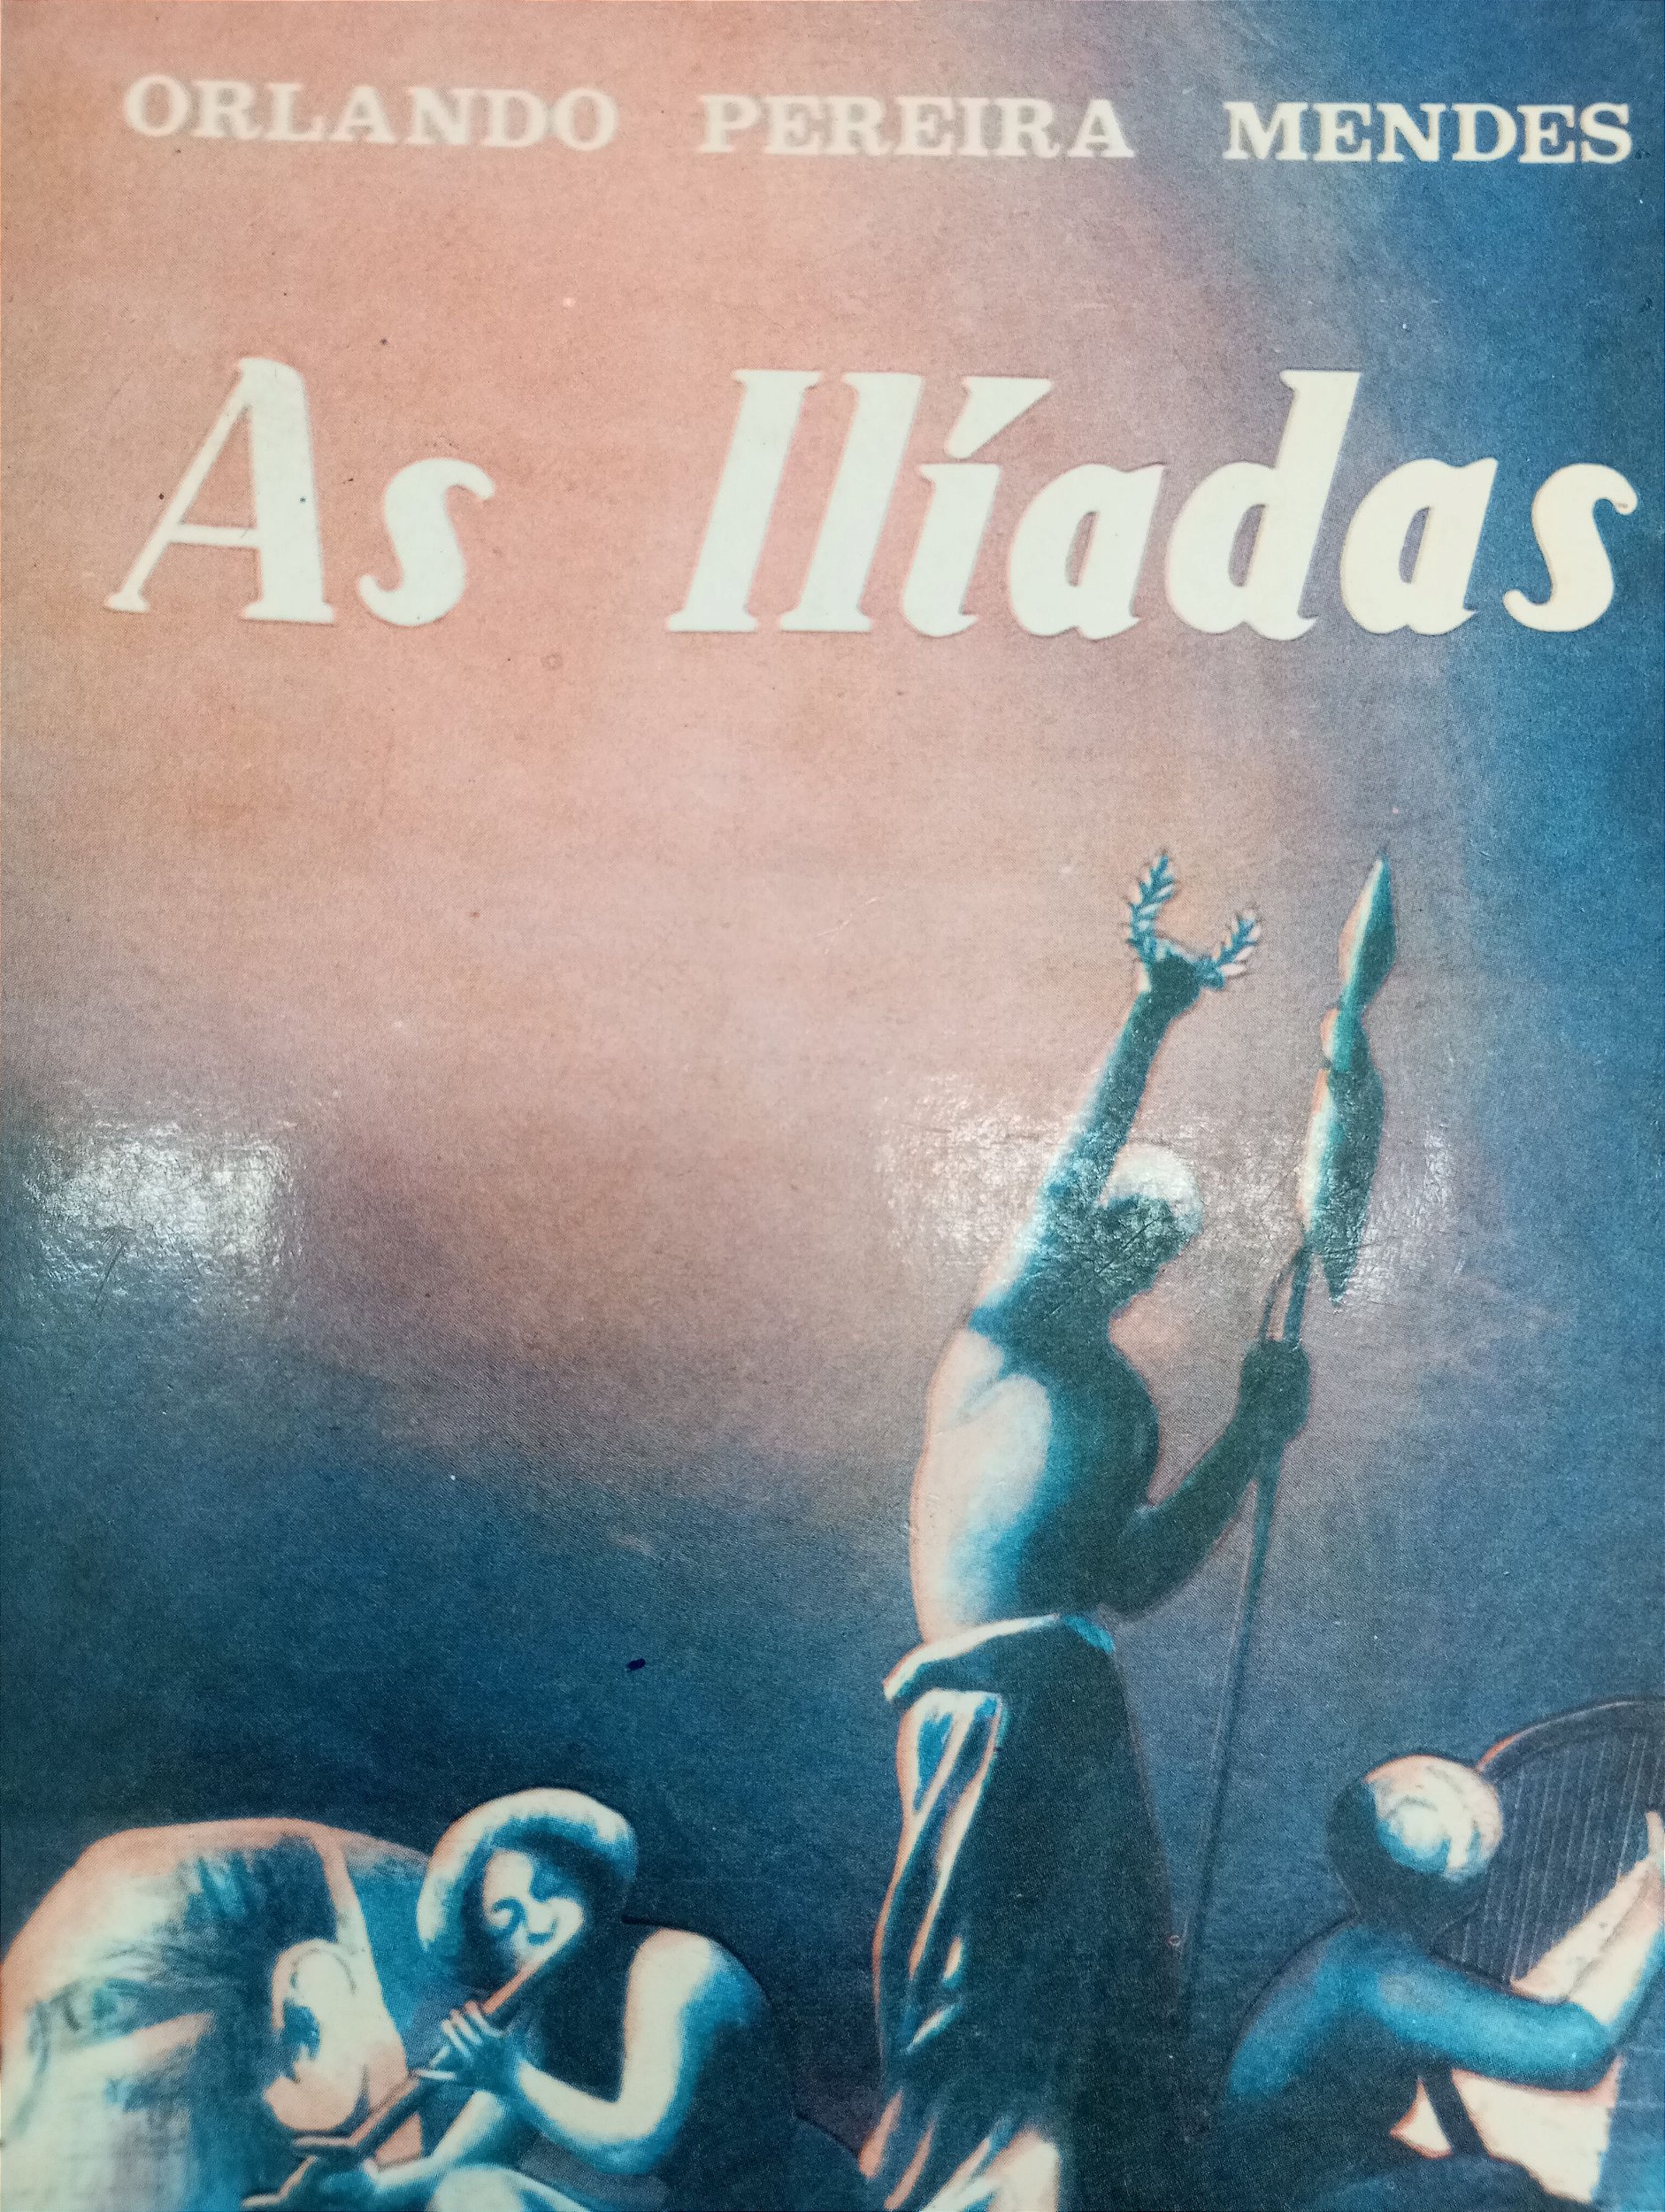 ORLANDO PEREIRA MENDES
As Ilíadas